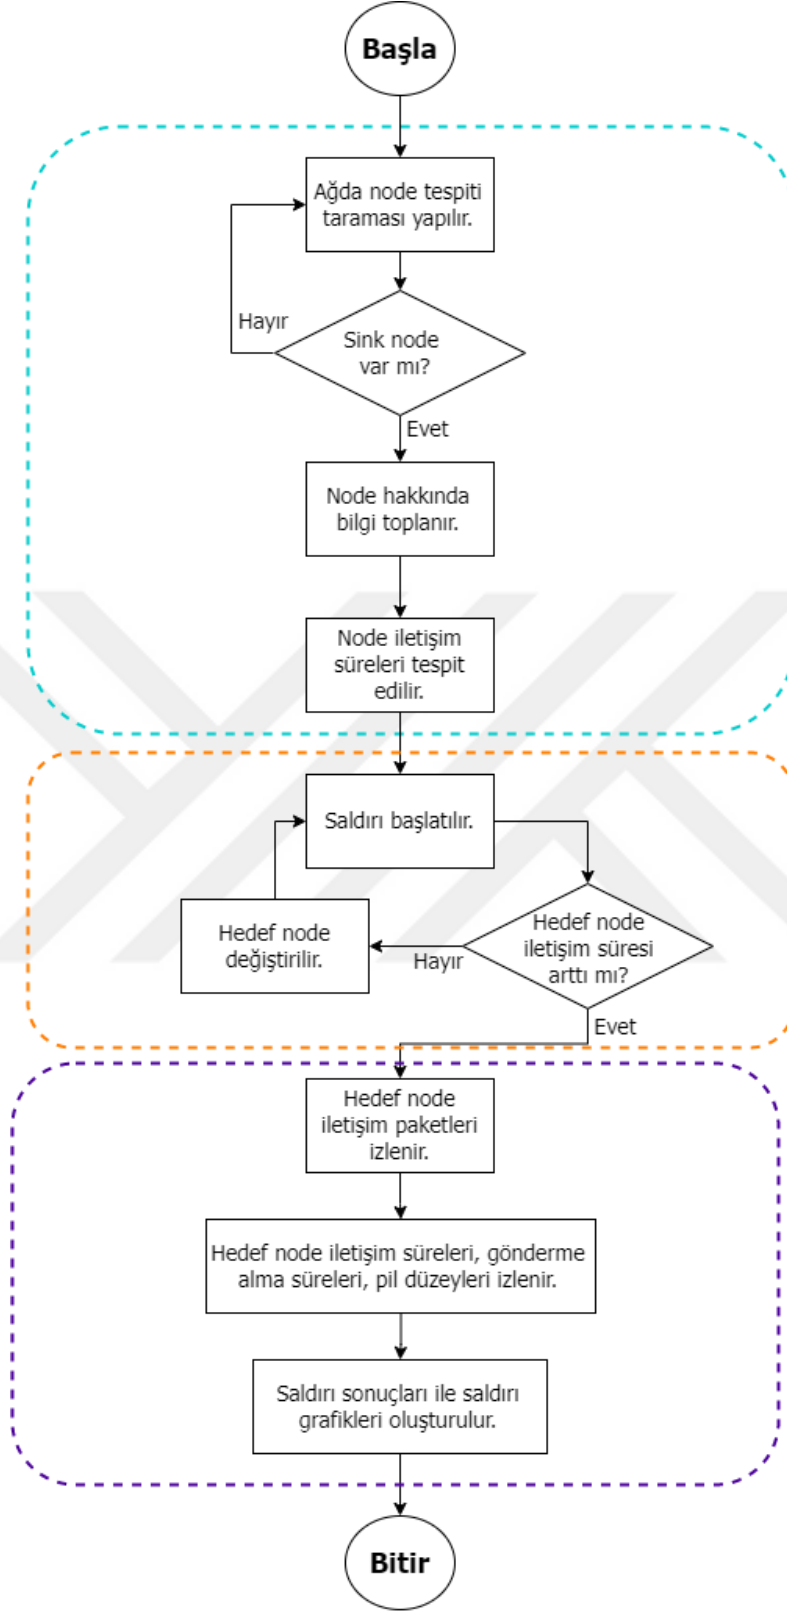 Başla
Ağda node tespiti
taraması yapılır.
Hayır
Sink node
var mı?
Evet
Node hakkında
bilgi toplanır.
Node iletişim
süreleri tespit
edilir.
Saldırı başlatılır.
Hedef node
değiştirilir.
Hayır
Hedef node
iletişim süresi
arttı mı?
Evet
Hedef node
iletişim paketleri
izlenir.
Hedef node iletişim süreleri, gönderme
alma süreleri, pil düzeyleri izlenir.
Saldırı sonuçları ile saldırı
grafikleri oluşturulur.
Bitir